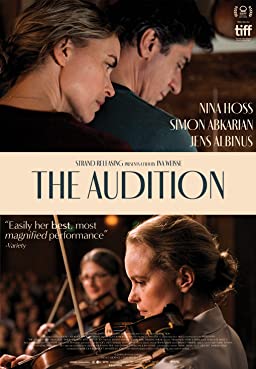 tiff
NINA HOSS
SIMON ABKARIAN
JENS ALBINUS
STRAND RELEASING PRESENTS A FILM BY INA WEISSE
THE AUDITION
"Easily her best, most
magnified performance"
-Variety